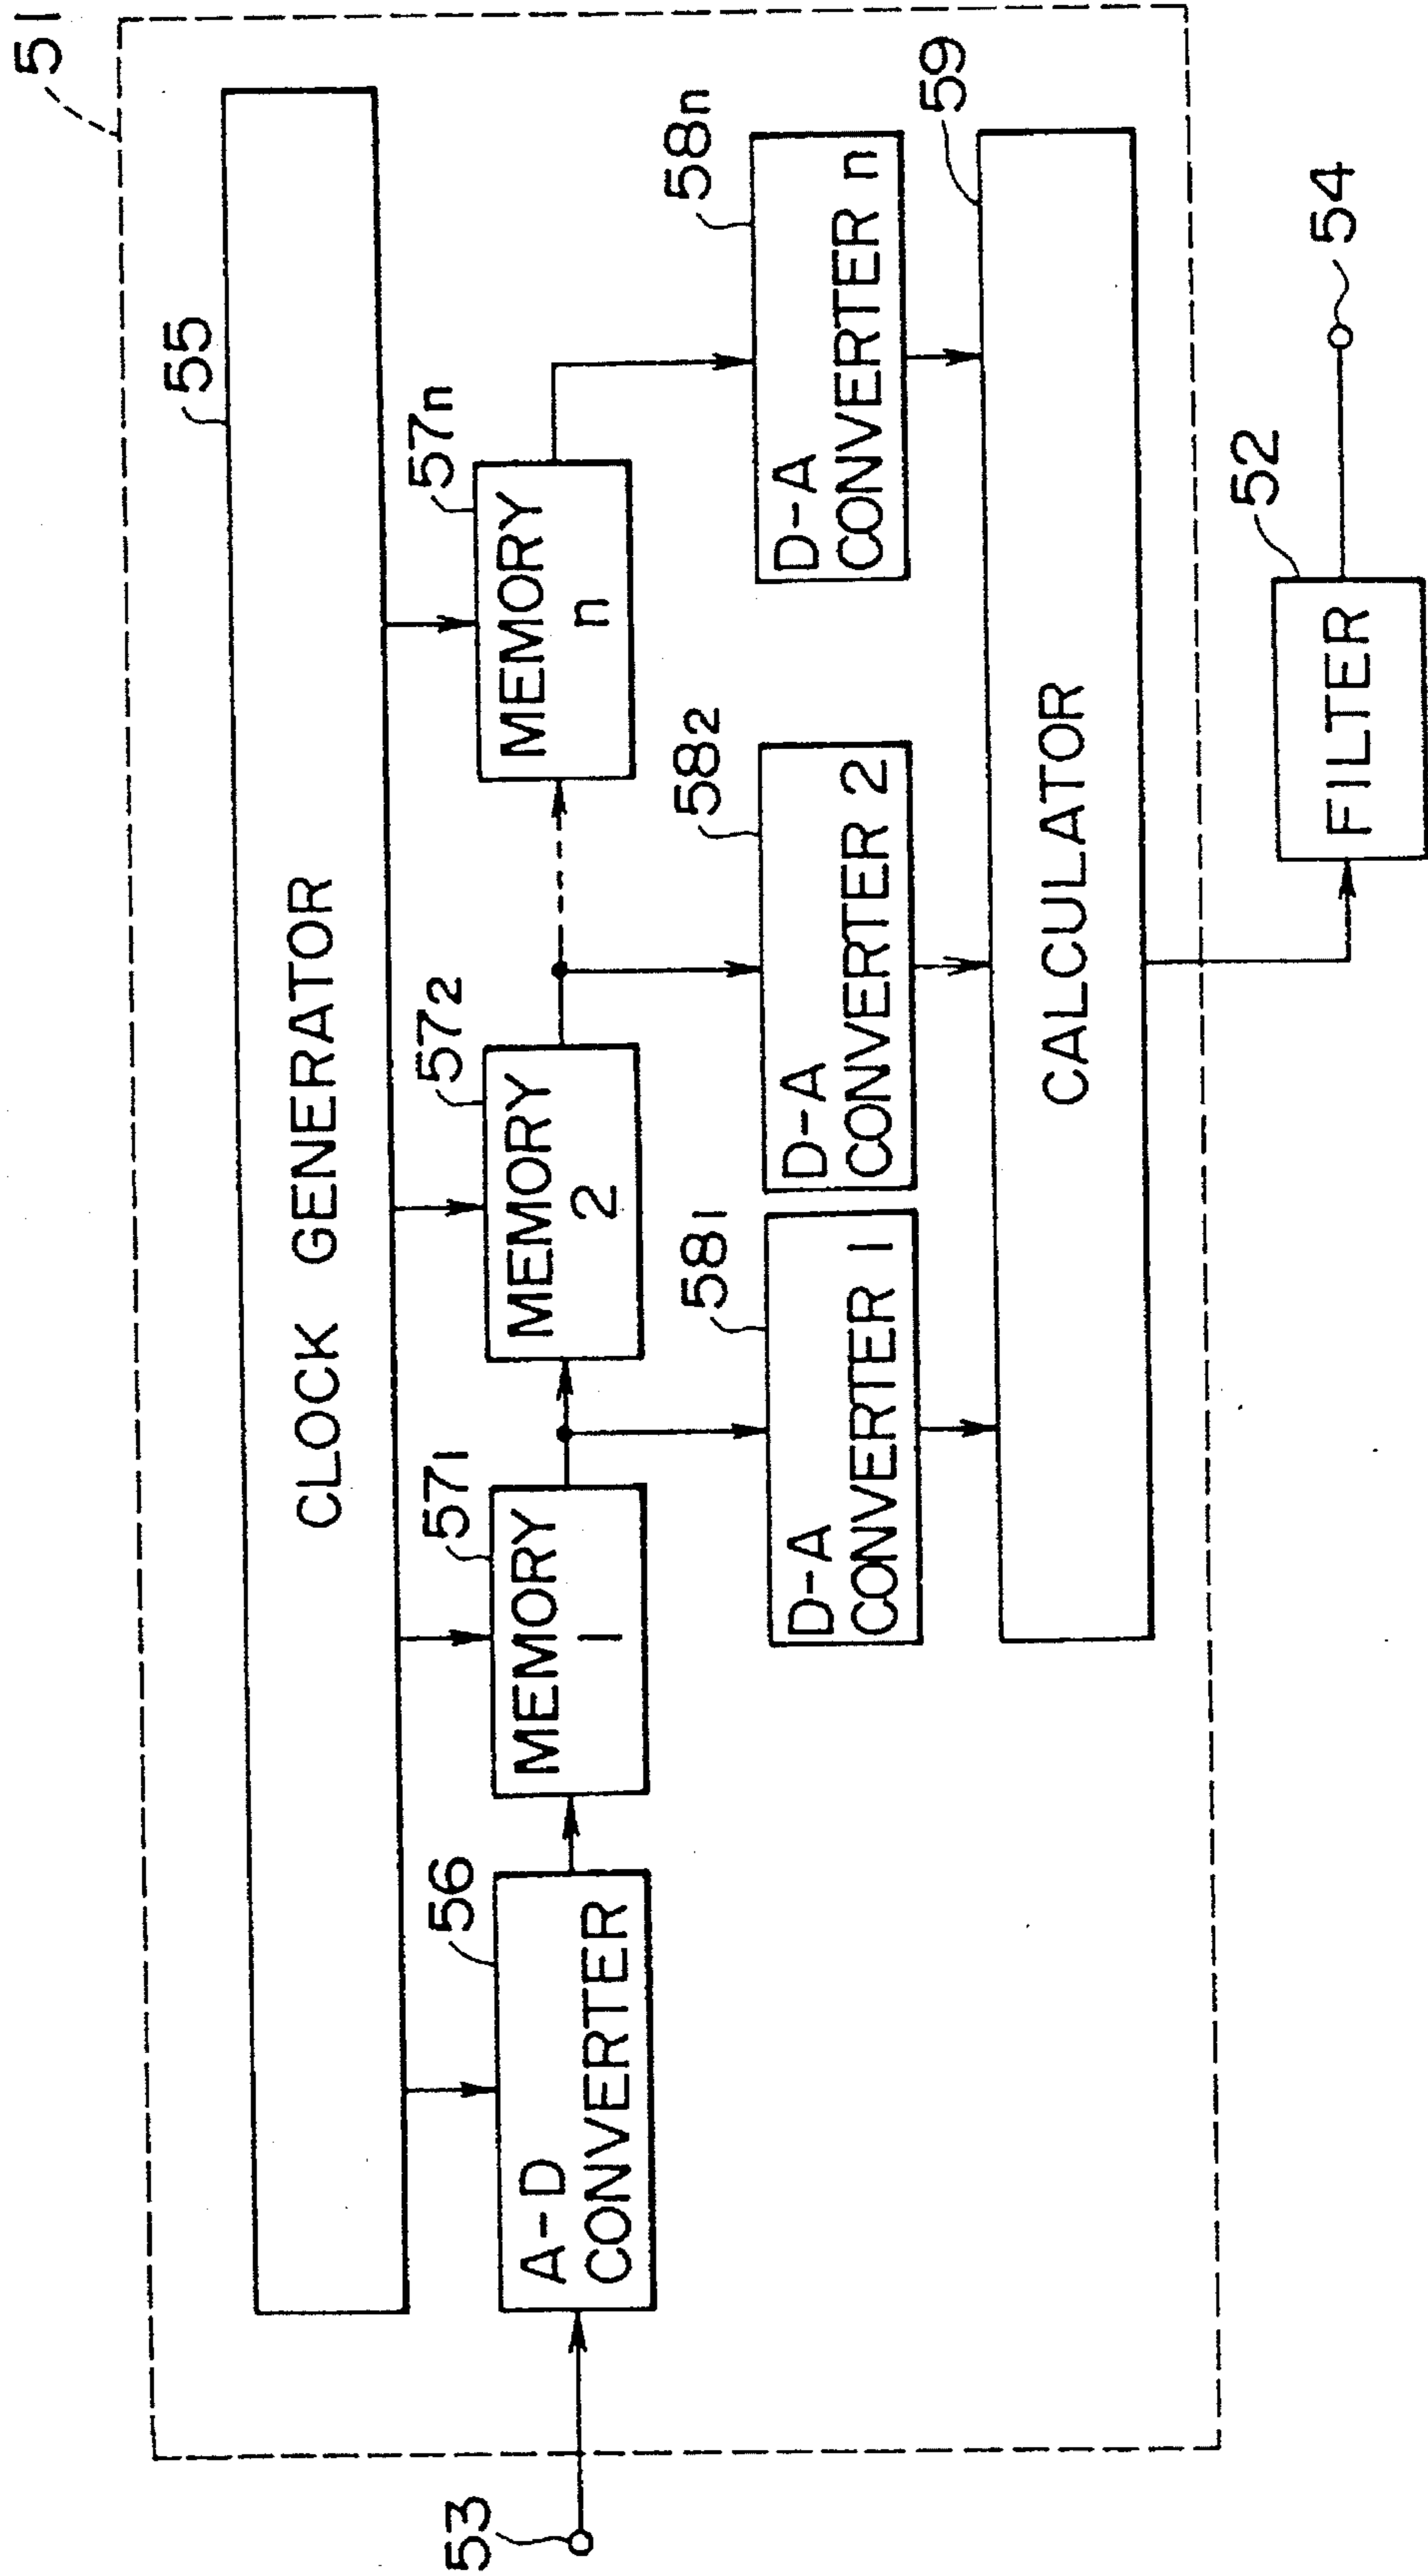 51
55
CLOCK GENERATOR
56
57₁
57₂
57n
A-D
CONVERTER
MEMORY
1
MEMORY
2
MEMORY
n
53
58₁
58₂
58n
D-A
CONVERTER 1
D-A
CONVERTER 2
D-A
CONVERTER n
59
CALCULATOR
52
FILTER
54